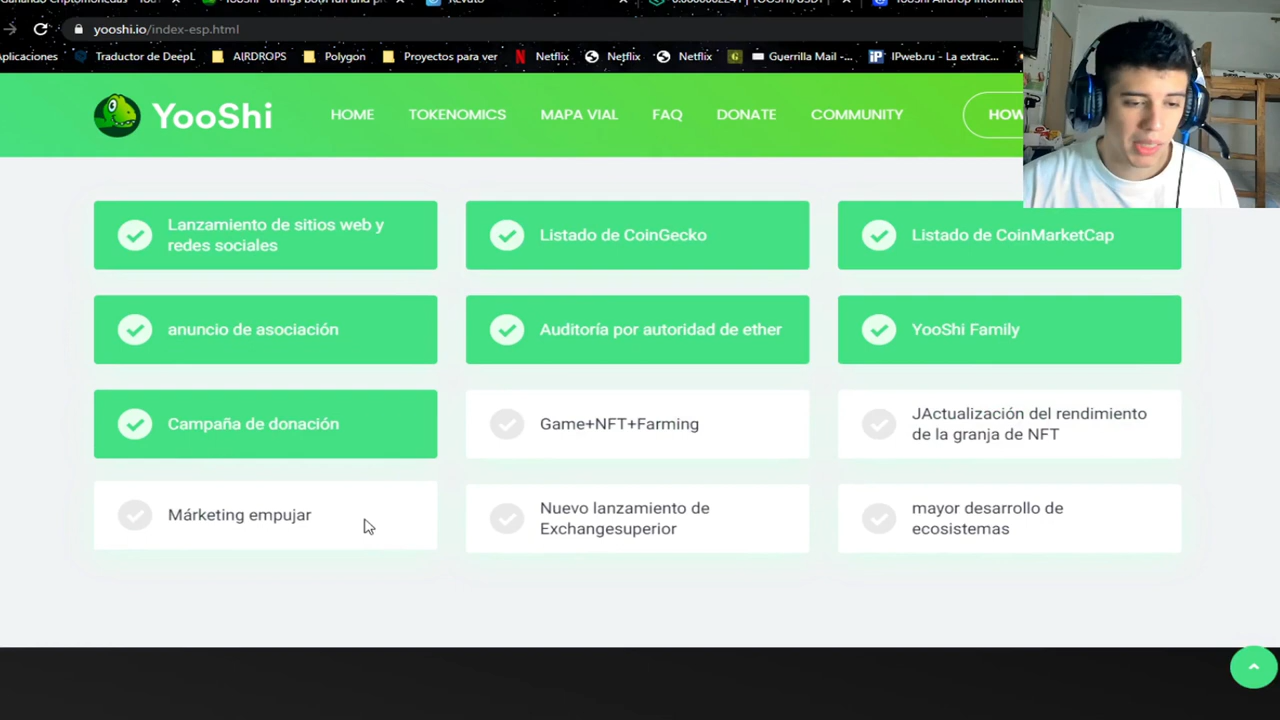 yooshi.io/index-esp.html
Traductor de DeepL
AIRDROPS
Polygon
Proyectos para ver
Netflix
Netflix
Netflix
G
Guerrilla Mail -...
iP
IPweb.ru - La extrac...
YooShi
HOME
TOKENOMICS
MAPA VIAL
FAQ
DONATE
COMMUNITY
HOW
Lanzamiento de sitios web y
redes sociales
Listado de CoinGecko
Listado de CoinMarketCap
anuncio de asociación
Auditoría por autoridad de ether
YooShi Family
Campaña de donación
Game+NFT+Farming
JActualización del rendimiento
de la granja de NFT
Márketing empujar
Nuevo lanzamiento de
Exchangesuperior
mayor desarrollo de
ecosistemas